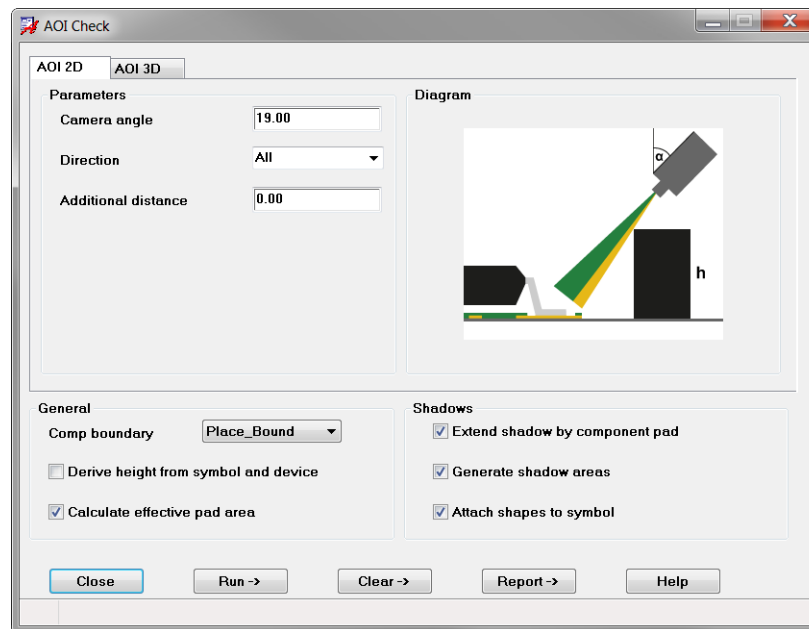 AOI Check
AOI 2D AOI 3D
Parameters
Camera angle 19.00
Direction All
Additional distance 0.00
Diagram
α
h
General
Comp boundary Place_Bound
Derive height from symbol and device
Calculate effective pad area
Shadows
Extend shadow by component pad
Generate shadow areas
Attach shapes to symbol
Close Run -> Clear -> Report -> Help